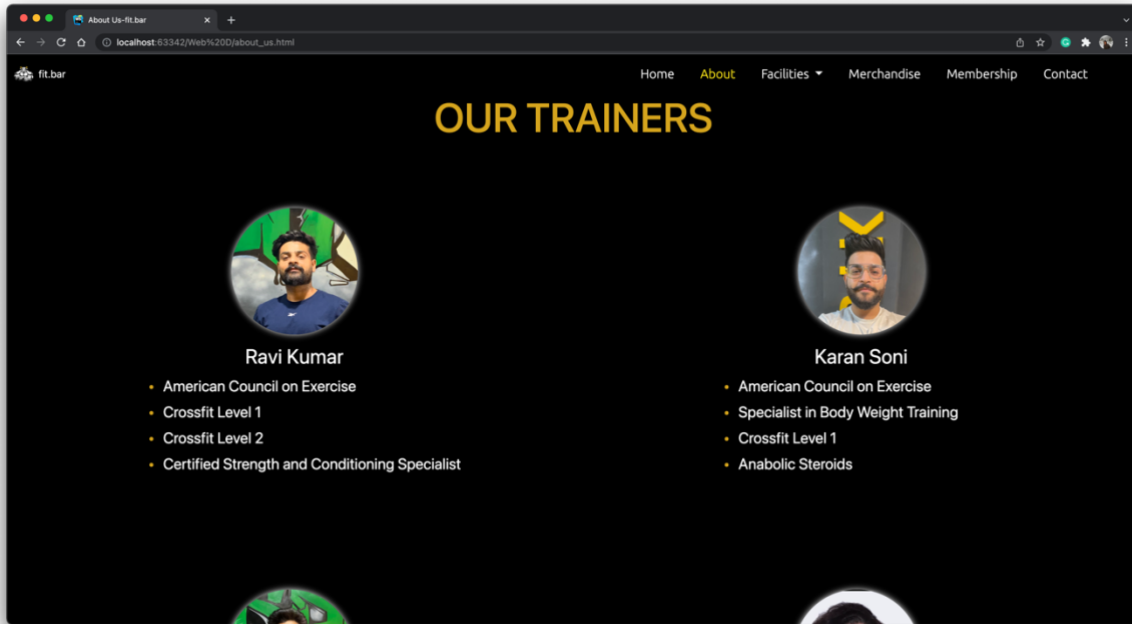 About Us-fit.bar
localhost:63342/Web%20D/about_us.html
fit.bar
Home About Facilities Merchandise Membership Contact
OUR TRAINERS
Ravi Kumar
American Council on Exercise
Crossfit Level 1
Crossfit Level 2
Certified Strength and Conditioning Specialist
Karan Soni
American Council on Exercise
Specialist in Body Weight Training
Crossfit Level 1
Anabolic Steroids